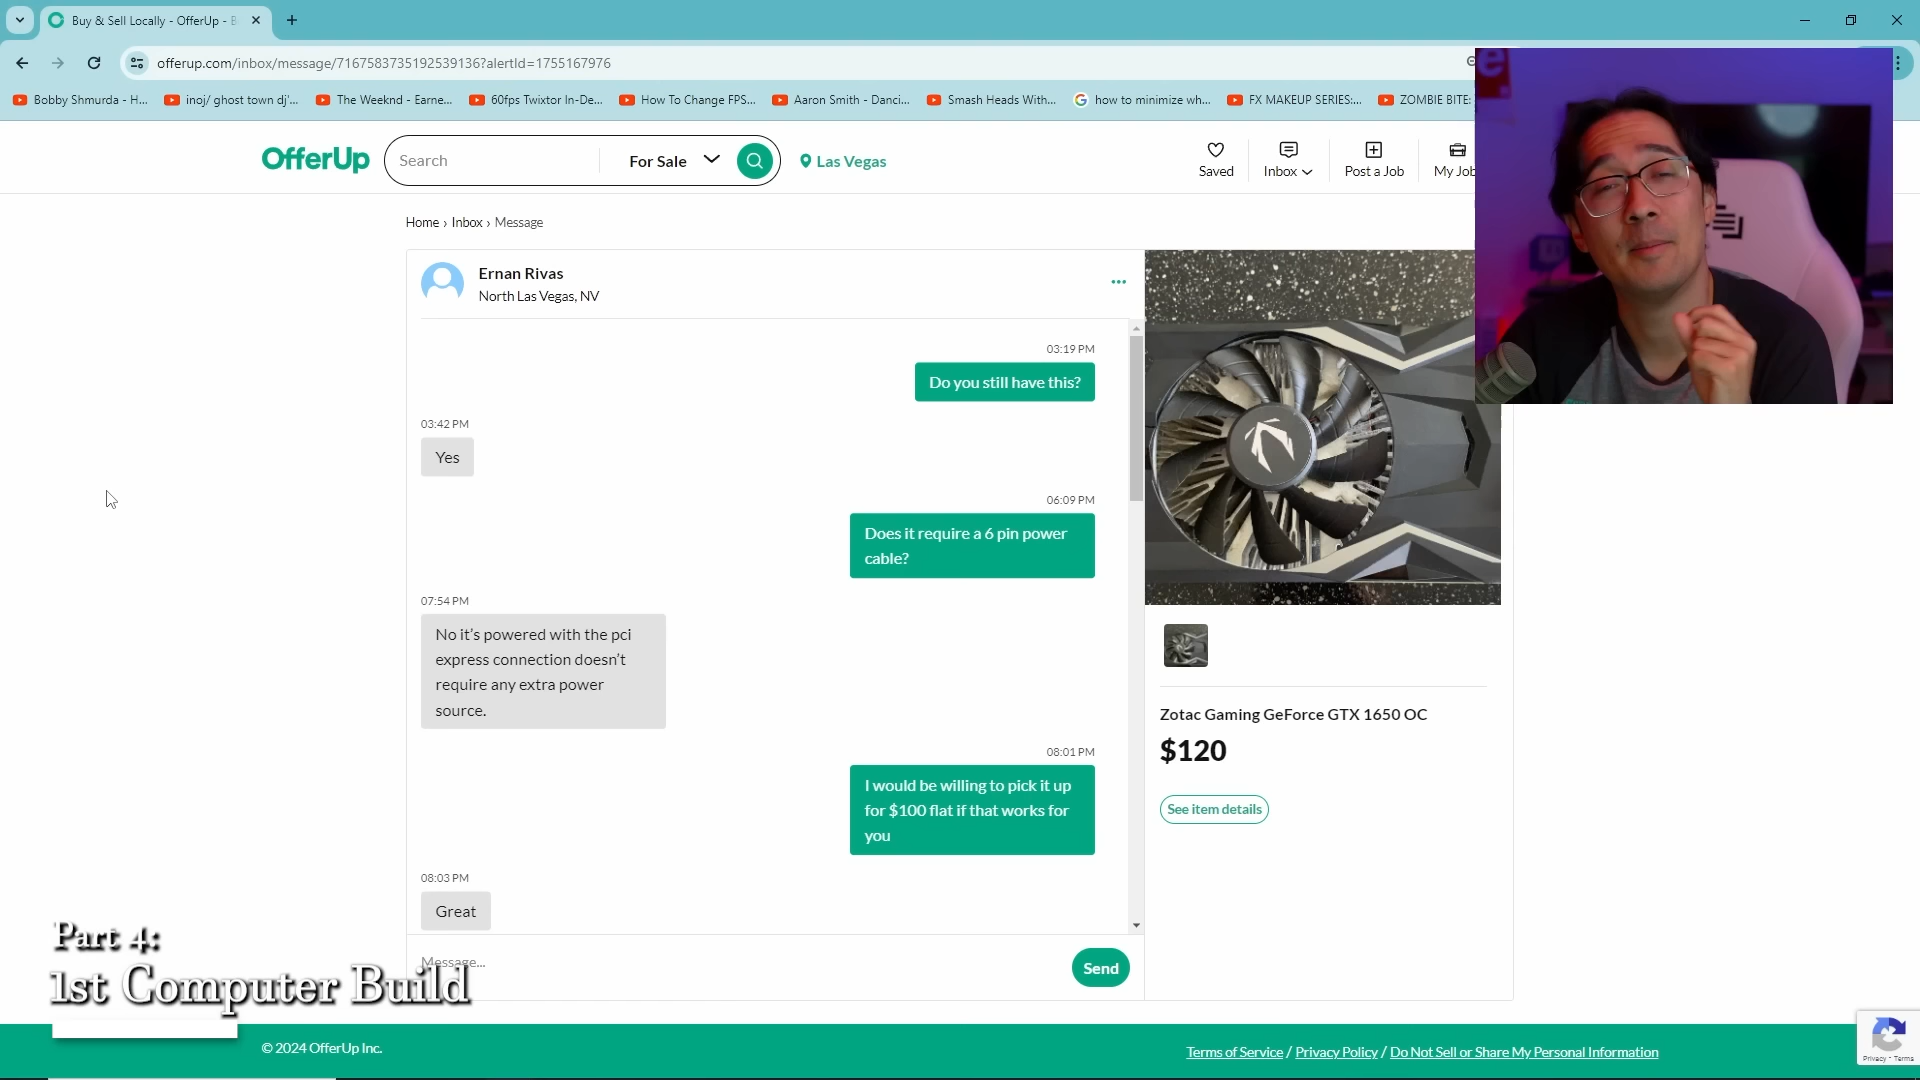 Buy & Sell Locally - OfferUp - B
offerup.com/inbox/message/7167583735192539136?alertId=1755167976
Bobby Shmurda - H...
inoj/ ghost town dj'...
The Weeknd - Earne...
60fps Twixtor In-De...
How To Change FPS...
Aaron Smith - Danci...
Smash Heads With...
how to minimize wh...
FX MAKEUP SERIES:...
ZOMBIE BITE:
OfferUp
Search
For Sale
Las Vegas
Saved
Inbox
Post a Job
My Job
Home › Inbox › Message
Ernan Rivas
North Las Vegas, NV
03:19 PM
Do you still have this?
03:42 PM
Yes
06:09 PM
Does it require a 6 pin power
cable?
07:54 PM
No it's powered with the pci
express connection doesn't
require any extra power
source.
08:01 PM
I would be willing to pick it up
for $100 flat if that works for
you
08:03 PM
Great
Message...
Send
Zotac Gaming GeForce GTX 1650 OC
$120
See item details
Part 4:
1st Computer Build
© 2024 OfferUp Inc.
Terms of Service / Privacy Policy / Do Not Sell or Share My Personal Information
Privacy - Terms